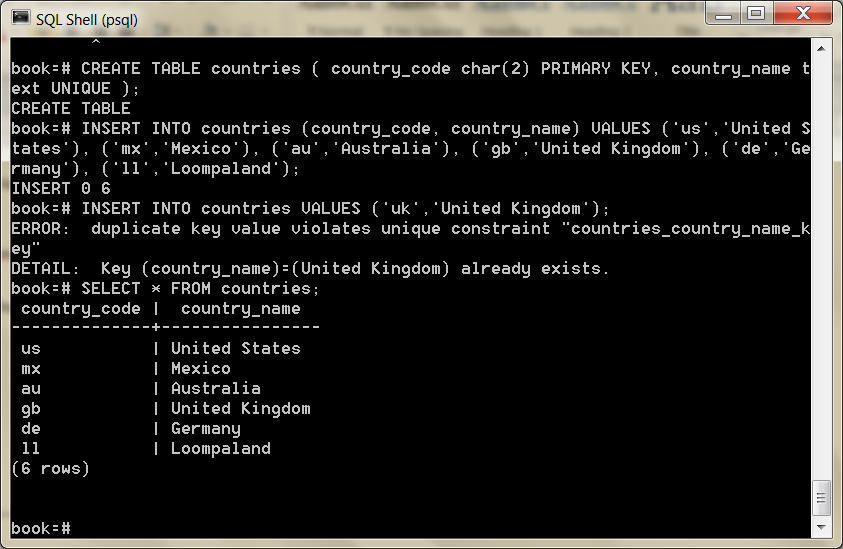 SQL Shell (psql)
^
book=# CREATE TABLE countries ( country_code char(2) PRIMARY KEY, country_name t
ext UNIQUE );
CREATE TABLE
book=# INSERT INTO countries (country_code, country_name) VALUES ('us','United S
tates'), ('mx','Mexico'), ('au','Australia'), ('gb','United Kingdom'), ('de','Ge
rmany'), ('ll','Loompaland');
INSERT 0 6
book=# INSERT INTO countries VALUES ('uk','United Kingdom');
ERROR:  duplicate key value violates unique constraint "countries_country_name_k
ey"
DETAIL:  Key (country_name)=(United Kingdom) already exists.
book=# SELECT * FROM countries;
 country_code |  country_name
--------------+----------------
 us           | United States
 mx           | Mexico
 au           | Australia
 gb           | United Kingdom
 de           | Germany
 ll           | Loompaland
(6 rows)
book=#